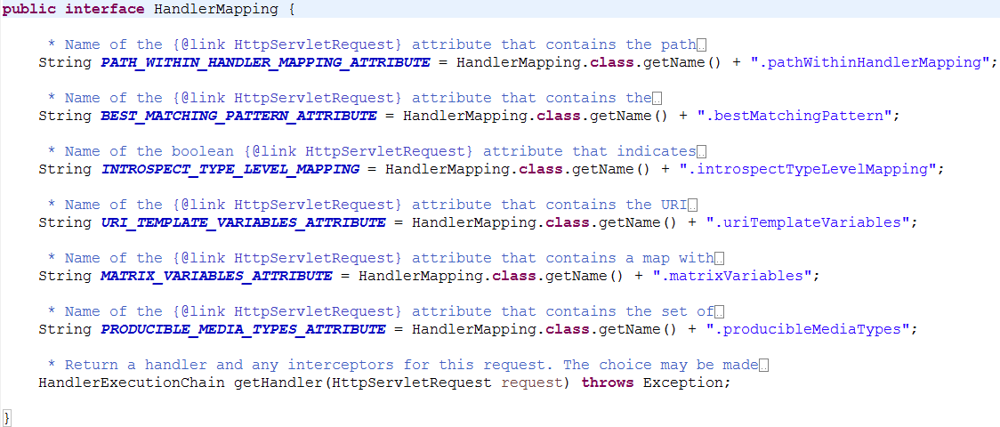 public interface HandlerMapping {
* Name of the {@link HttpServletRequest} attribute that contains the path
String PATH_WITHIN_HANDLER_MAPPING_ATTRIBUTE = HandlerMapping.class.getName() + ".pathWithinHandlerMapping";
* Name of the {@link HttpServletRequest} attribute that contains the
String BEST_MATCHING_PATTERN_ATTRIBUTE = HandlerMapping.class.getName() + ".bestMatchingPattern";
* Name of the boolean {@link HttpServletRequest} attribute that indicates
String INTROSPECT_TYPE_LEVEL_MAPPING = HandlerMapping.class.getName() + ".introspectTypeLevelMapping";
* Name of the {@link HttpServletRequest} attribute that contains the URI
String URI_TEMPLATE_VARIABLES_ATTRIBUTE = HandlerMapping.class.getName() + ".uriTemplateVariables";
* Name of the {@link HttpServletRequest} attribute that contains a map with
String MATRIX_VARIABLES_ATTRIBUTE = HandlerMapping.class.getName() + ".matrixVariables";
* Name of the {@link HttpServletRequest} attribute that contains the set of
String PRODUCIBLE_MEDIA_TYPES_ATTRIBUTE = HandlerMapping.class.getName() + ".producibleMediaTypes";
* Return a handler and any interceptors for this request. The choice may be made
HandlerExecutionChain getHandler(HttpServletRequest request) throws Exception;
}